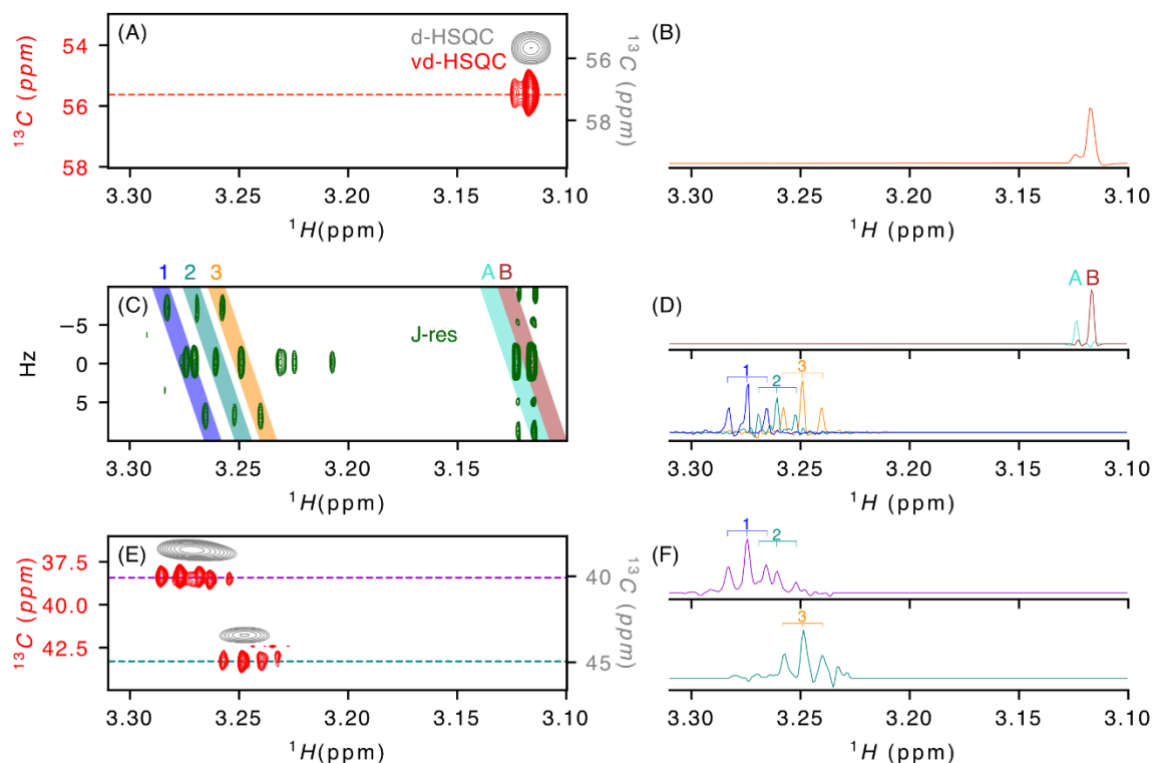 (A)
d-HSQC
vd-HSQC
54
56
58
¹³C (ppm)
56
58
¹³C (ppm)
3.30 3.25 3.20 3.15 3.10
¹H(ppm)
(B)
3.30 3.25 3.20 3.15 3.10
¹H (ppm)
1 2 3 A B
(C)
J-res
−5
0
5
Hz
3.30 3.25 3.20 3.15 3.10
¹H(ppm)
(D)
A B
1
2
3
3.30 3.25 3.20 3.15 3.10
¹H (ppm)
(E)
37.5
40.0
42.5
¹³C (ppm)
40
45
¹³C (ppm)
3.30 3.25 3.20 3.15 3.10
¹H(ppm)
(F)
1
2
3
3.30 3.25 3.20 3.15 3.10
¹H (ppm)